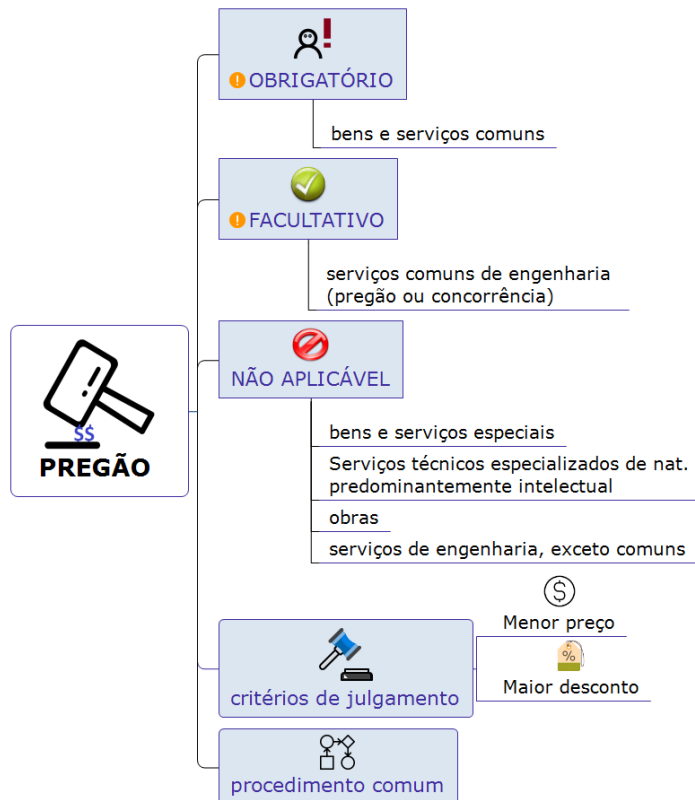 OBRIGATÓRIO
bens e serviços comuns
FACULTATIVO
serviços comuns de engenharia
(pregão ou concorrência)
NÃO APLICÁVEL
$$
PREGÃO
bens e serviços especiais
Serviços técnicos especializados de nat.
predominantemente intelectual
obras
serviços de engenharia, exceto comuns
critérios de julgamento
$
Menor preço
%
Maior desconto
procedimento comum